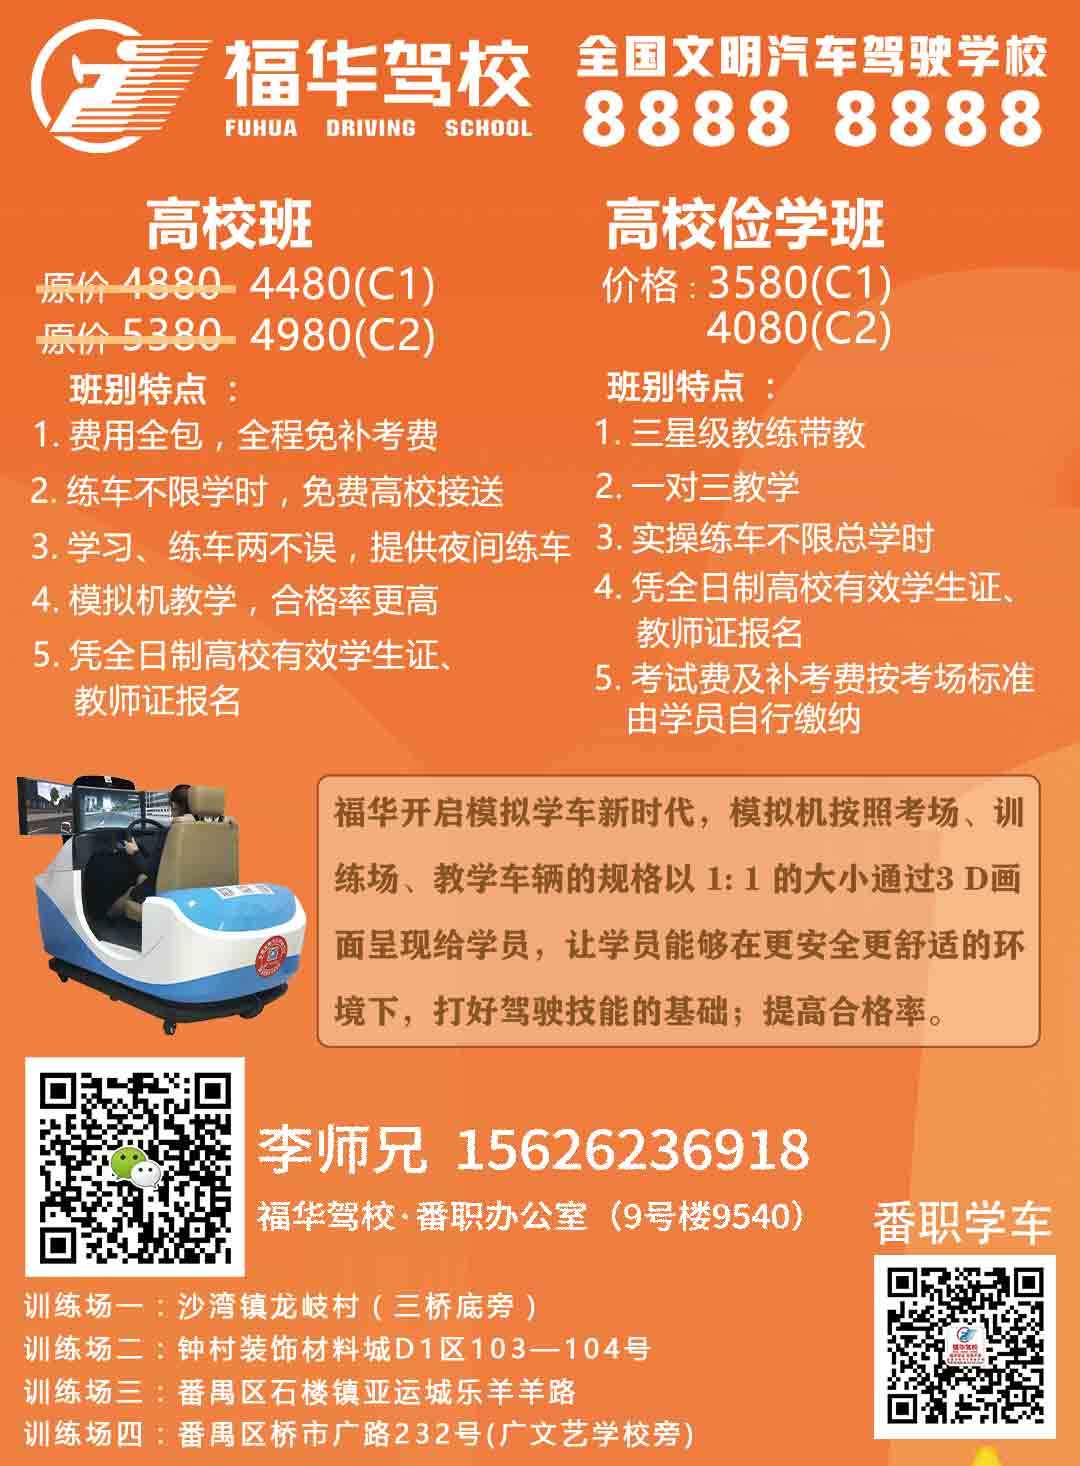 福华驾校
FUHUA DRIVING SCHOOL
全国文明汽车驾驶学校
8888 8888
高校班
原价 4880 4480(C1)
原价 5380 4980(C2)
班别特点 ：
1. 费用全包，全程免补考费
2. 练车不限学时，免费高校接送
3. 学习、练车两不误，提供夜间练车
4. 模拟机教学，合格率更高
5. 凭全日制高校有效学生证、
教师证报名
高校俭学班
价格：3580(C1)
4080(C2)
班别特点 ：
1. 三星级教练带教
2. 一对三教学
3. 实操练车不限总学时
4. 凭全日制高校有效学生证、
教师证报名
5. 考试费及补考费按考场标准
由学员自行缴纳
福华开启模拟学车新时代，模拟机按照考场、训
练场、教学车辆的规格以 1: 1 的大小通过3 D画
面呈现给学员，让学员能够在更安全更舒适的环
境下，打好驾驶技能的基础；提高合格率。
李师兄 15626236918
福华驾校·番职办公室（9号楼9540）
番职学车
福华驾校
训练场一：沙湾镇龙岐村（三桥底旁）
训练场二：钟村装饰材料城D1区103—104号
训练场三：番禺区石楼镇亚运城乐羊羊路
训练场四：番禺区桥市广路232号(广文艺学校旁)